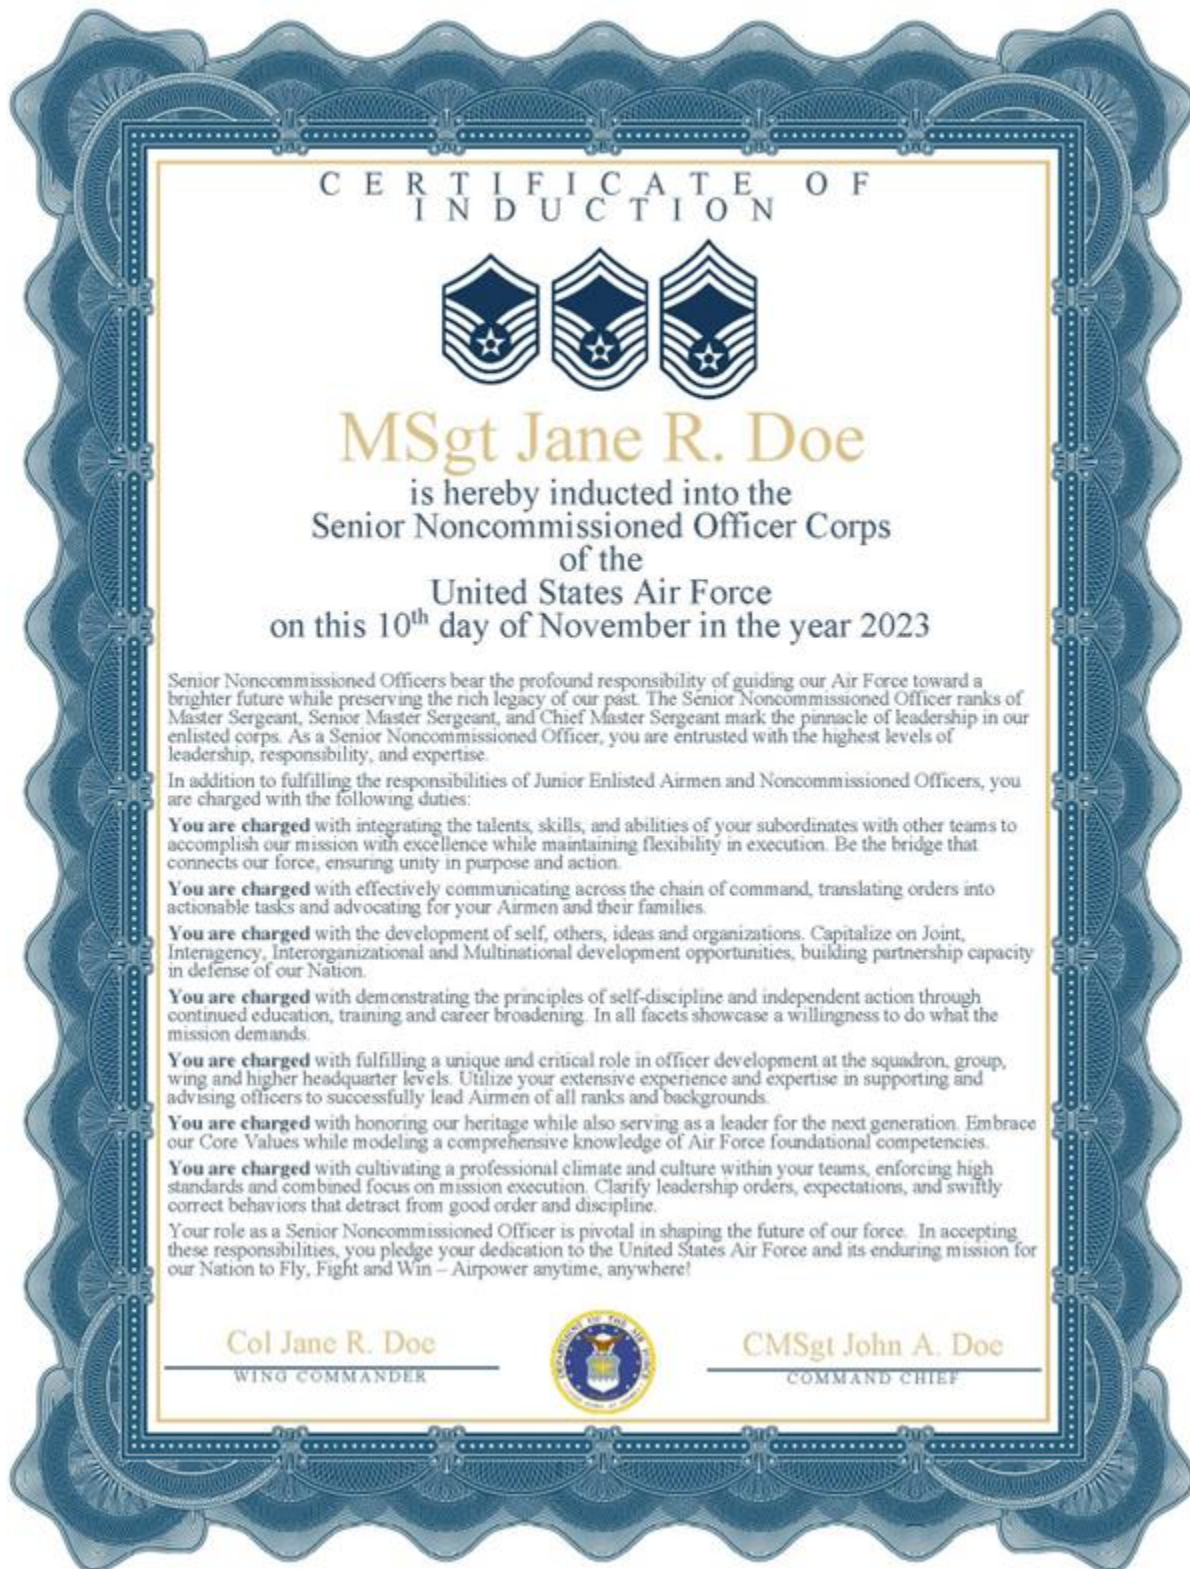 CERTIFICATE OF
INDUCTION
MSgt Jane R. Doe
is hereby inducted into the
Senior Noncommissioned Officer Corps
of the
United States Air Force
on this 10th day of November in the year 2023
Senior Noncommissioned Officers bear the profound responsibility of guiding our Air Force toward a
brighter future while preserving the rich legacy of our past. The Senior Noncommissioned Officer ranks of
Master Sergeant, Senior Master Sergeant, and Chief Master Sergeant mark the pinnacle of leadership in our
enlisted corps. As a Senior Noncommissioned Officer, you are entrusted with the highest levels of
leadership, responsibility, and expertise.
In addition to fulfilling the responsibilities of Junior Enlisted Airmen and Noncommissioned Officers, you
are charged with the following duties:
You are charged with integrating the talents, skills, and abilities of your subordinates with other teams to
accomplish our mission with excellence while maintaining flexibility in execution. Be the bridge that
connects our force, ensuring unity in purpose and action.
You are charged with effectively communicating across the chain of command, translating orders into
actionable tasks and advocating for your Airmen and their families.
You are charged with the development of self, others, ideas and organizations. Capitalize on Joint,
Interagency, Interorganizational and Multinational development opportunities, building partnership capacity
in defense of our Nation.
You are charged with demonstrating the principles of self-discipline and independent action through
continued education, training and career broadening. In all facets showcase a willingness to do what the
mission demands.
You are charged with fulfilling a unique and critical role in officer development at the squadron, group,
wing and higher headquarter levels. Utilize your extensive experience and expertise in supporting and
advising officers to successfully lead Airmen of all ranks and backgrounds.
You are charged with honoring our heritage while also serving as a leader for the next generation. Embrace
our Core Values while modeling a comprehensive knowledge of Air Force foundational competencies.
You are charged with cultivating a professional climate and culture within your teams, enforcing high
standards and combined focus on mission execution. Clarify leadership orders, expectations, and swiftly
correct behaviors that detract from good order and discipline.
Your role as a Senior Noncommissioned Officer is pivotal in shaping the future of our force. In accepting
these responsibilities, you pledge your dedication to the United States Air Force and its enduring mission for
our Nation to Fly, Fight and Win – Airpower anytime, anywhere!
Col Jane R. Doe
WING COMMANDER
DEPARTMENT OF THE AIR FORCE
CMSgt John A. Doe
COMMAND CHIEF